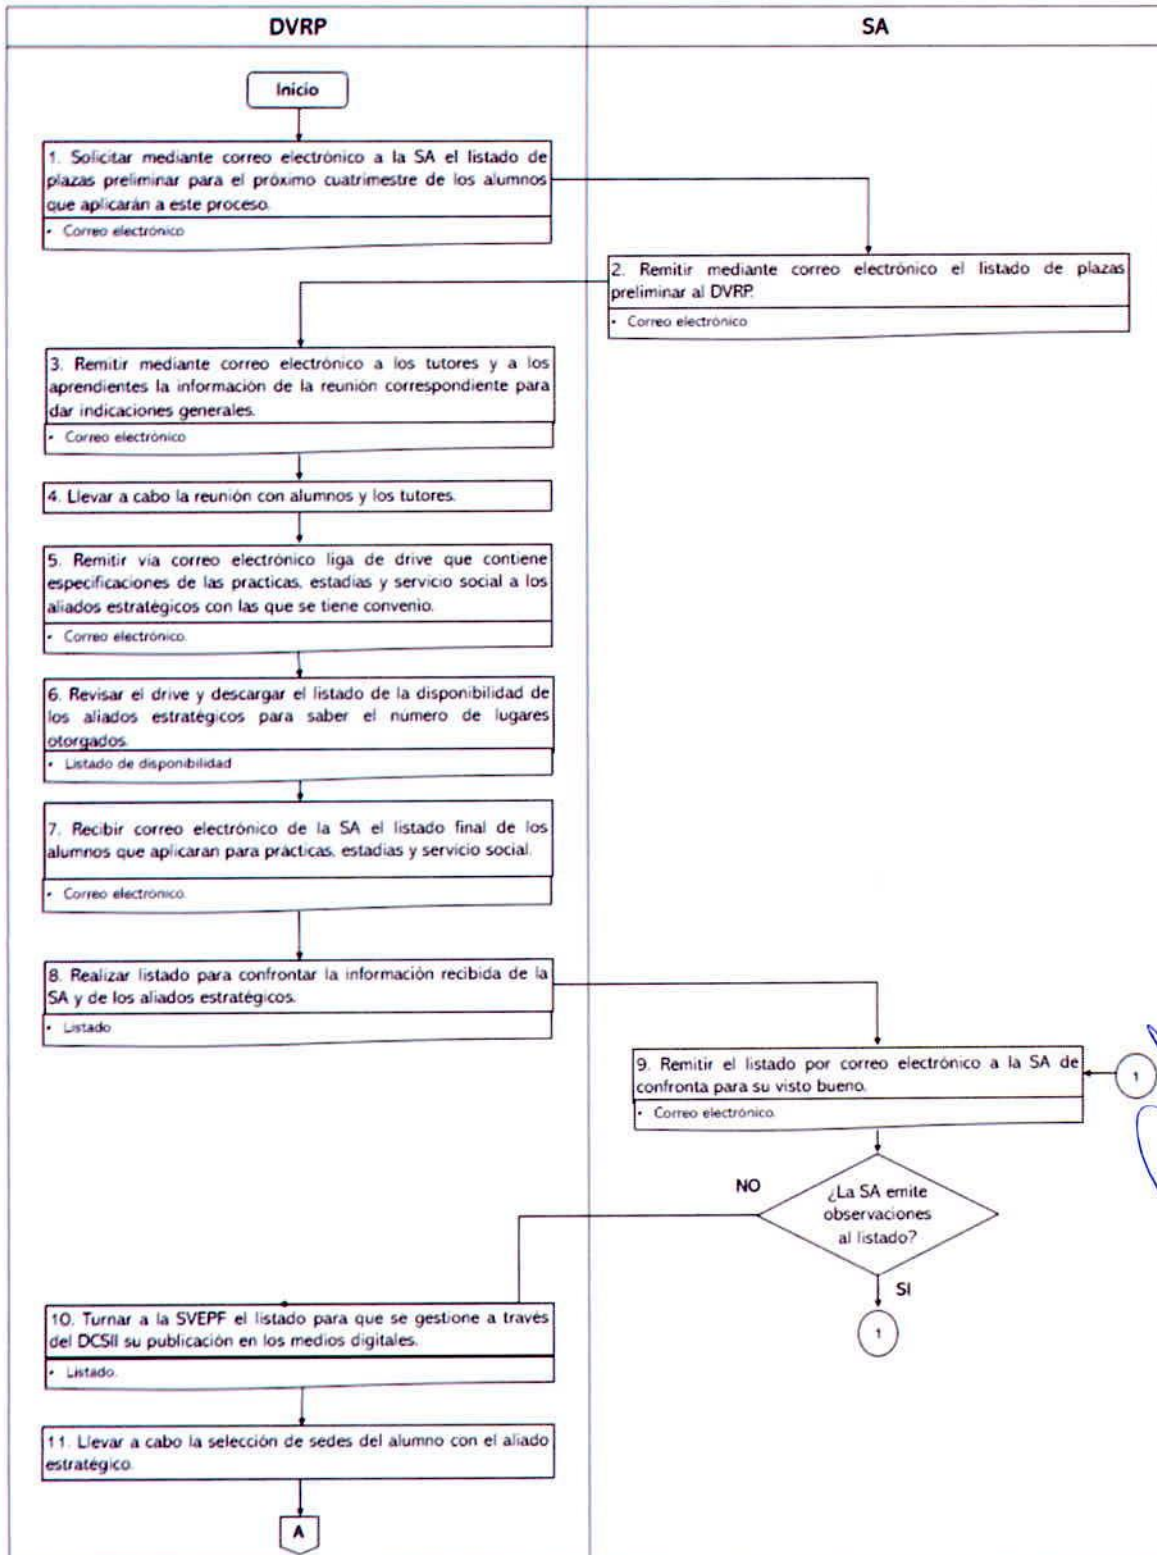 DVRP
SA
Inicio
1. Solicitar mediante correo electrónico a la SA el listado de
plazas preliminar para el próximo cuatrimestre de los alumnos
que aplicarán a este proceso.
• Correo electrónico
2. Remitir mediante correo electrónico el listado de plazas
preliminar al DVRP.
• Correo electrónico
3. Remitir mediante correo electrónico a los tutores y a los
aprendientes la información de la reunión correspondiente para
dar indicaciones generales.
• Correo electrónico
4. Llevar a cabo la reunión con alumnos y los tutores.
5. Remitir vía correo electrónico liga de drive que contiene
especificaciones de las practicas, estadías y servicio social a los
aliados estratégicos con las que se tiene convenio.
• Correo electrónico.
6. Revisar el drive y descargar el listado de la disponibilidad de
los aliados estratégicos para saber el número de lugares
otorgados.
• Listado de disponibilidad
7. Recibir correo electrónico de la SA el listado final de los
alumnos que aplicaran para prácticas, estadías y servicio social.
• Correo electrónico.
8. Realizar listado para confrontar la información recibida de la
SA y de los aliados estratégicos.
• Listado
9. Remitir el listado por correo electrónico a la SA de
confronta para su visto bueno.
• Correo electrónico.
1
NO
¿La SA emite
observaciones
al listado?
SI
1
10. Turnar a la SVEPF el listado para que se gestione a través
del DCSII su publicación en los medios digitales.
• Listado.
11. Llevar a cabo la selección de sedes del alumno con el aliado
estratégico.
A